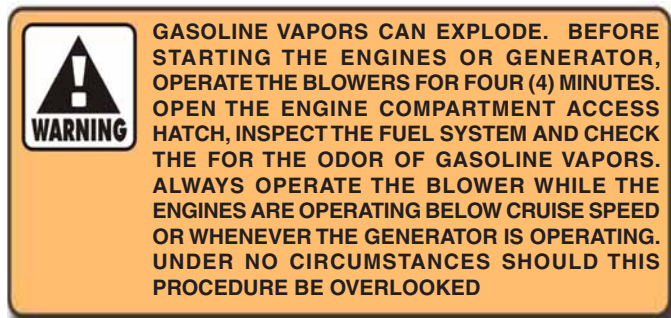 GASOLINE VAPORS CAN EXPLODE. BEFORE
STARTING THE ENGINES OR GENERATOR,
OPERATE THE BLOWERS FOR FOUR (4) MINUTES.
OPEN THE ENGINE COMPARTMENT ACCESS
HATCH, INSPECT THE FUEL SYSTEM AND CHECK
THE FOR THE ODOR OF GASOLINE VAPORS.
ALWAYS OPERATE THE BLOWER WHILE THE
ENGINES ARE OPERATING BELOW CRUISE SPEED
OR WHENEVER THE GENERATOR IS OPERATING.
UNDER NO CIRCUMSTANCES SHOULD THIS
PROCEDURE BE OVERLOOKED
!
WARNING